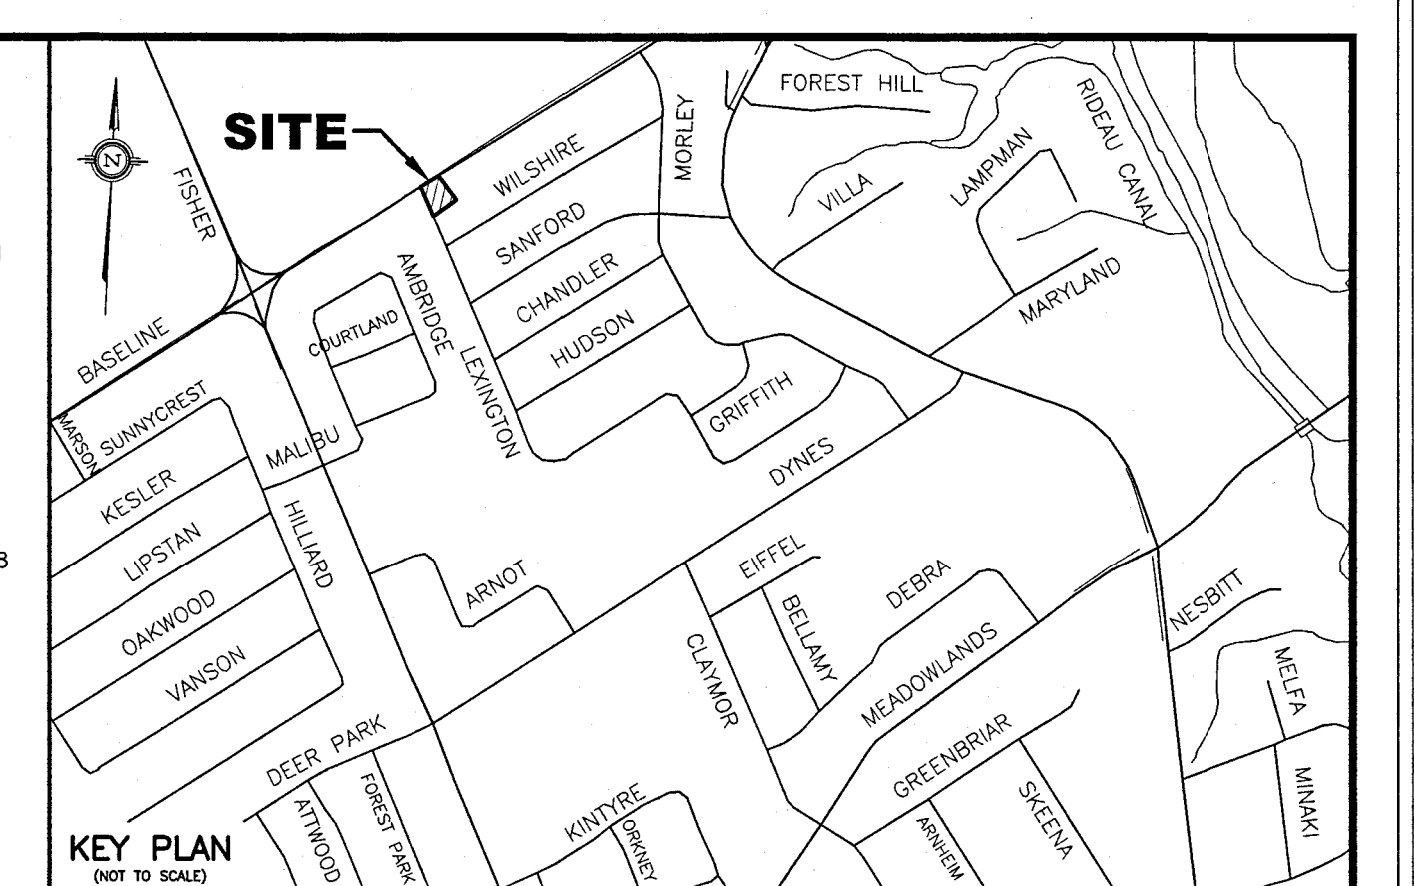 FOREST HILL
SITE
MORLEY
RIDEAU CANAL
LAMPMAN
WILSHIRE
FISHER
N
VILLA
SANFORD
AMBRIDGE
CHANDLER
MARYLAND
BASELINE
COURTLAND
HUDSON
LEXINGTON
SUNNYCREST
MARSON
GRIFFITH
MALIBU
DYNES
KESLER
HILLIARD
LIPSTAN
EIFFEL
ARNOT
DEBRA
BELLAMY
NESBITT
OAKWOOD
CLAYMOR
MEADOWLANDS
VANSON
MELFA
DEER PARK
GREENBRIAR
FOREST PARK
MINAKI
SKEENA
KINTYRE
ATTWOOD
ORKNEY
ARNHEIM
KEY PLAN
(NOT TO SCALE)